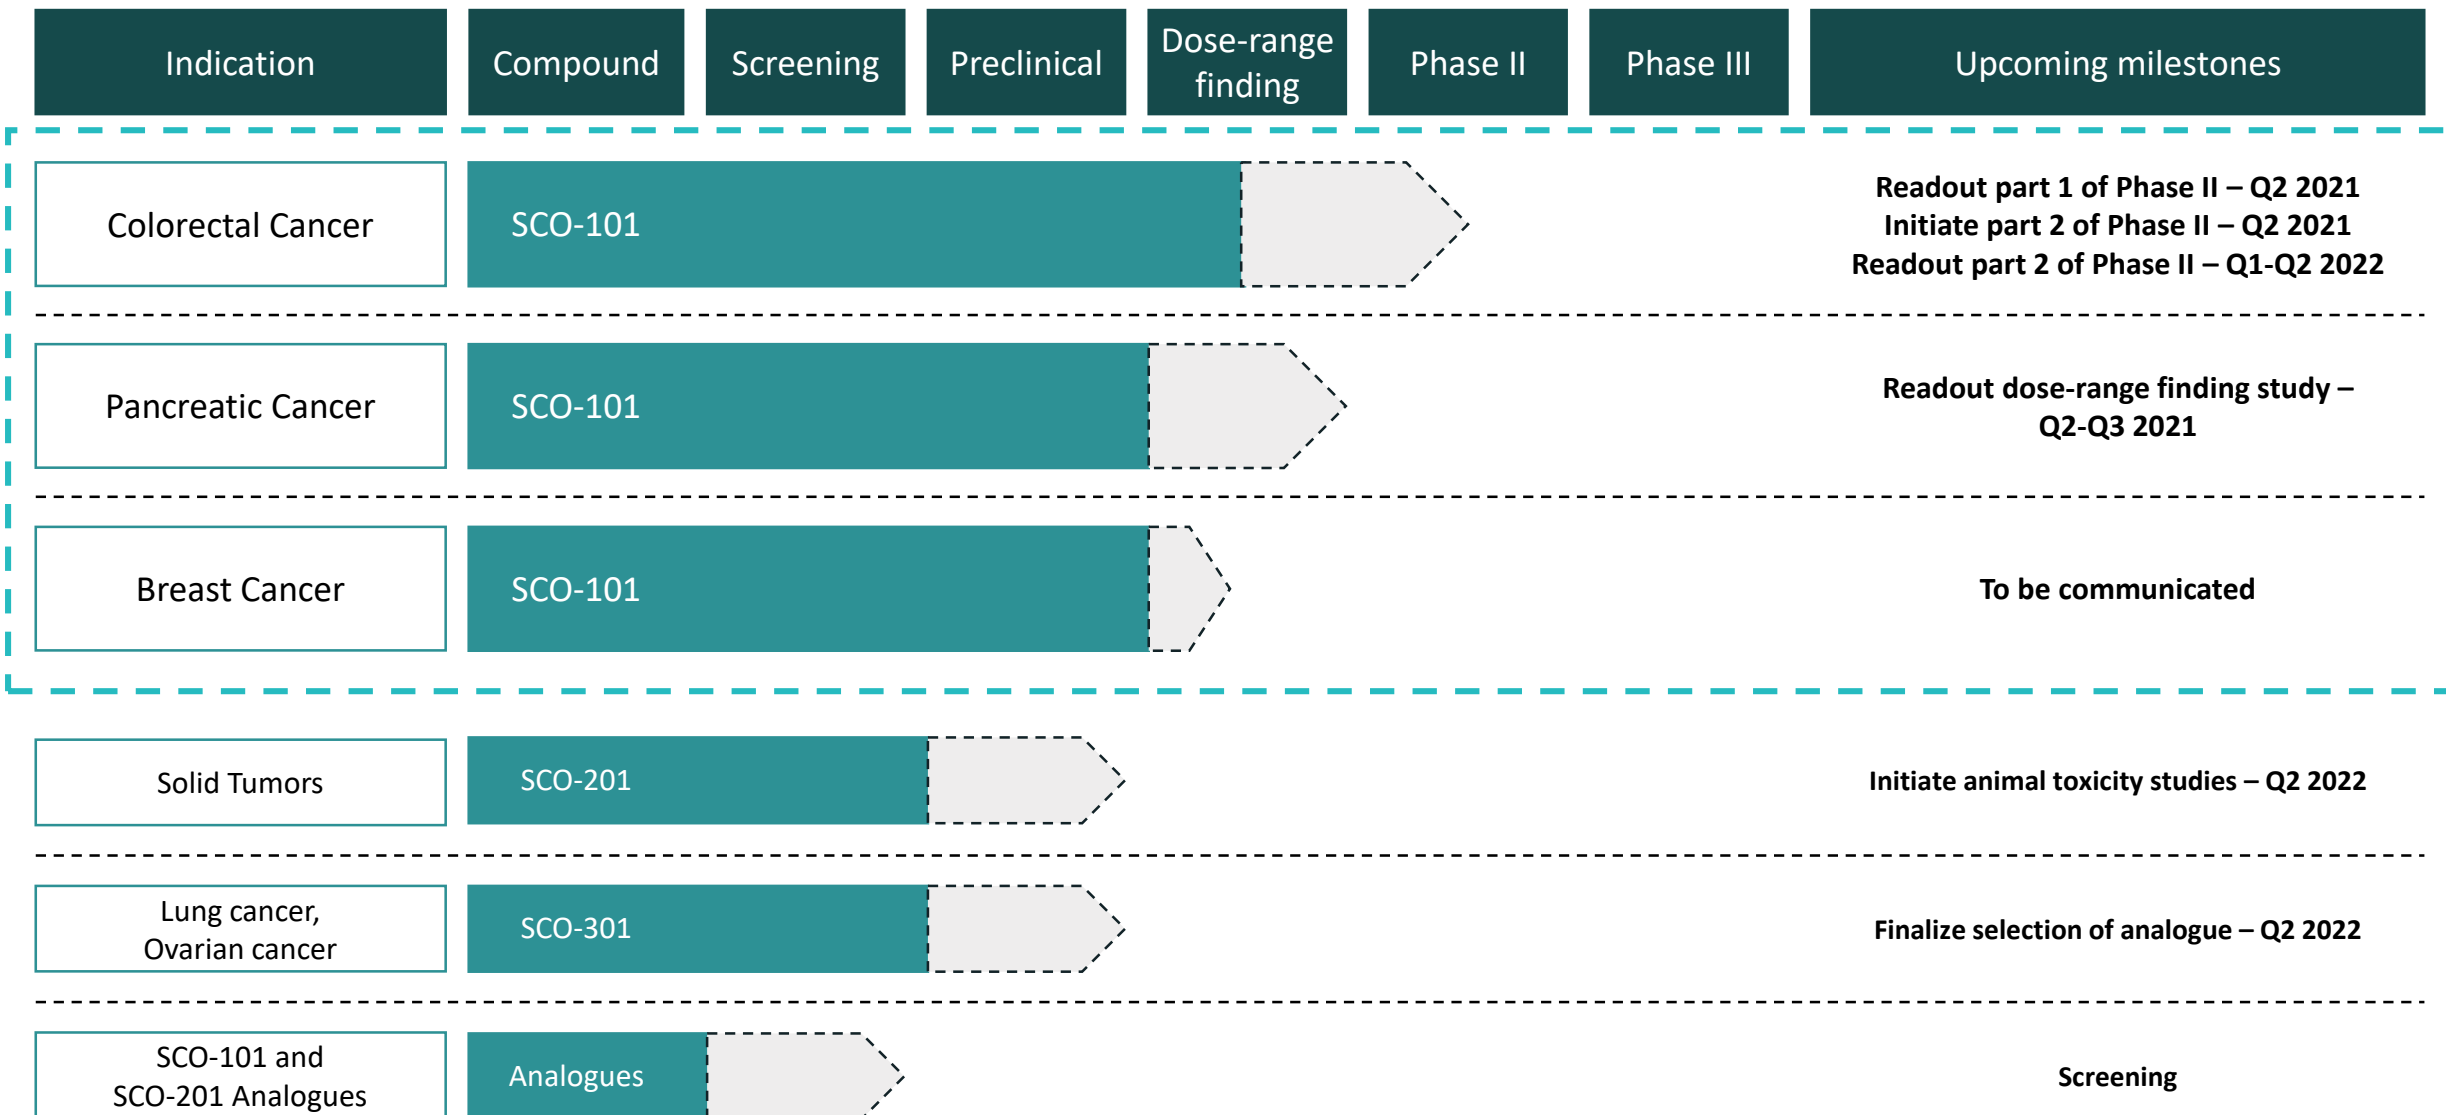 Indication
Compound
Screening
Preclinical
Dose-range
finding
Phase II
Phase III
Upcoming milestones
Colorectal Cancer
SCO-101
Readout part 1 of Phase II – Q2 2021
Initiate part 2 of Phase II – Q2 2021
Readout part 2 of Phase II – Q1-Q2 2022
Pancreatic Cancer
SCO-101
Readout dose-range finding study –
Q2-Q3 2021
Breast Cancer
SCO-101
To be communicated
Solid Tumors
SCO-201
Initiate animal toxicity studies – Q2 2022
Lung cancer,
Ovarian cancer
SCO-301
Finalize selection of analogue – Q2 2022
SCO-101 and
SCO-201 Analogues
Analogues
Screening